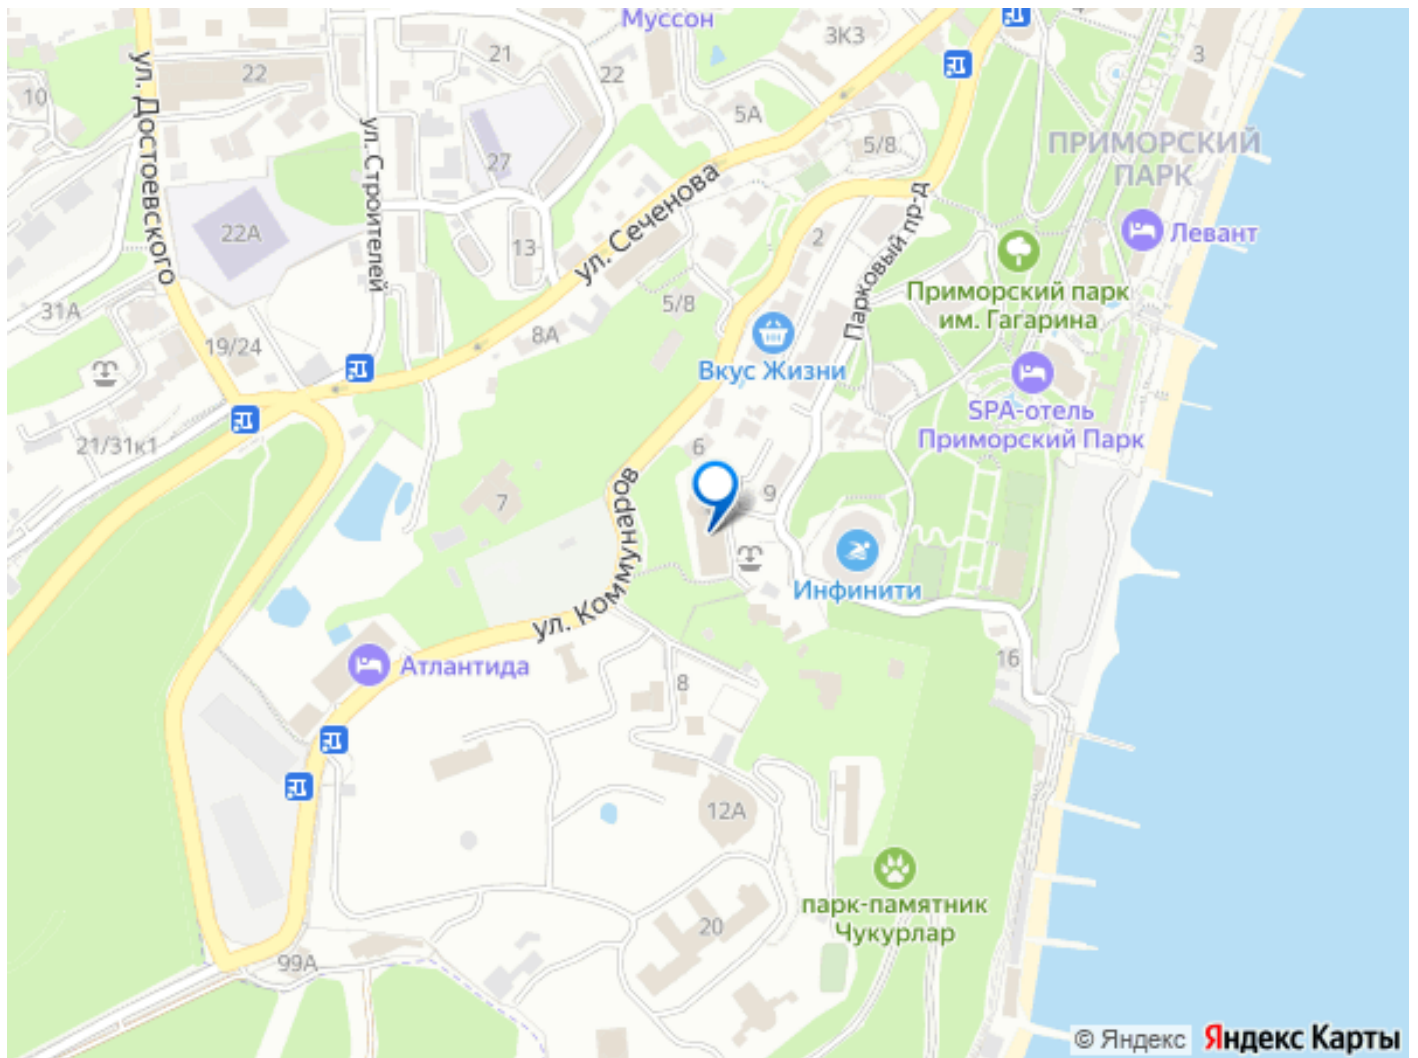 Муссон
3К3
3
21
22
22
10
5А
5/8
ул. Достоевского
ул. Строителей
27
ПРИМОРСКИЙ
ПАРК
ул. Сеченова
Парковый пр-д
22А
13
2
Левант
31А
5/8
Приморский парк
им. Гагарина
19/24
8А
Вкус Жизни
SPA-отель
Приморский Парк
21/31к1
6
7
9
ул. Коммунаров
Инфинити
Атлантида
8
16
12А
парк-памятник
Чукурлар
20
99А
© Яндекс Яндекс Карты